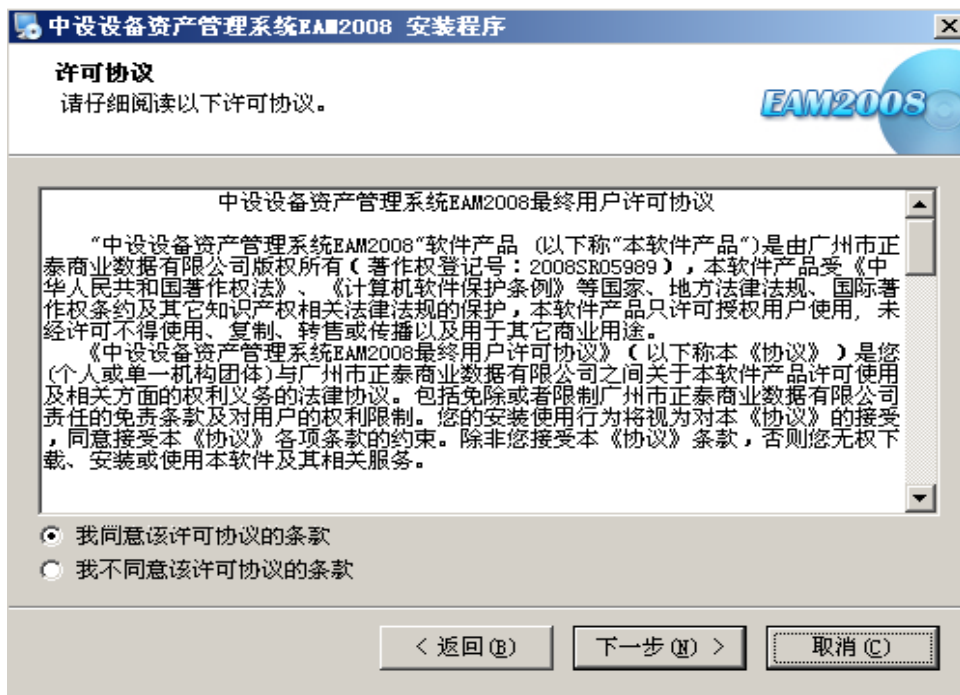 中设设备资产管理系统EAM2008 安装程序
许可协议
请仔细阅读以下许可协议。
EAM2008
中设设备资产管理系统EAM2008最终用户许可协议
“中设设备资产管理系统EAM2008“软件产品 （以下称“本软件产品”)是由广州市正
泰商业数据有限公司版权所有（著作权登记号：2008SR05989），本软件产品受《中
华人民共和国著作权法》、《计算机软件保护条例》等国家、地方法律法规、国际著
作权条约及其它知识产权相关法律法规的保护，本软件产品只许可授权用户使用, 未
经许可不得使用、复制、转售或传播以及用于其它商业用途。
《中设设备资产管理系统EAM2008最终用户许可协议》（以下称本《协议》）是您
(个人或单一机构团体)与广州市正泰商业数据有限公司之间关于本软件产品许可使用
及相关方面的权利义务的法律协议。包括免除或者限制广州市正泰商业数据有限公司
责任的免责条款及对用户的权利限制。您的安装使用行为将视为对本《协议》的接受
，同意接受本《协议》各项条款的约束。除非您接受本《协议》条款，否则您无权下
载、安装或使用本软件及其相关服务。
我同意该许可协议的条款
我不同意该许可协议的条款
< 返回(B)
下一步(N) >
取消(C)